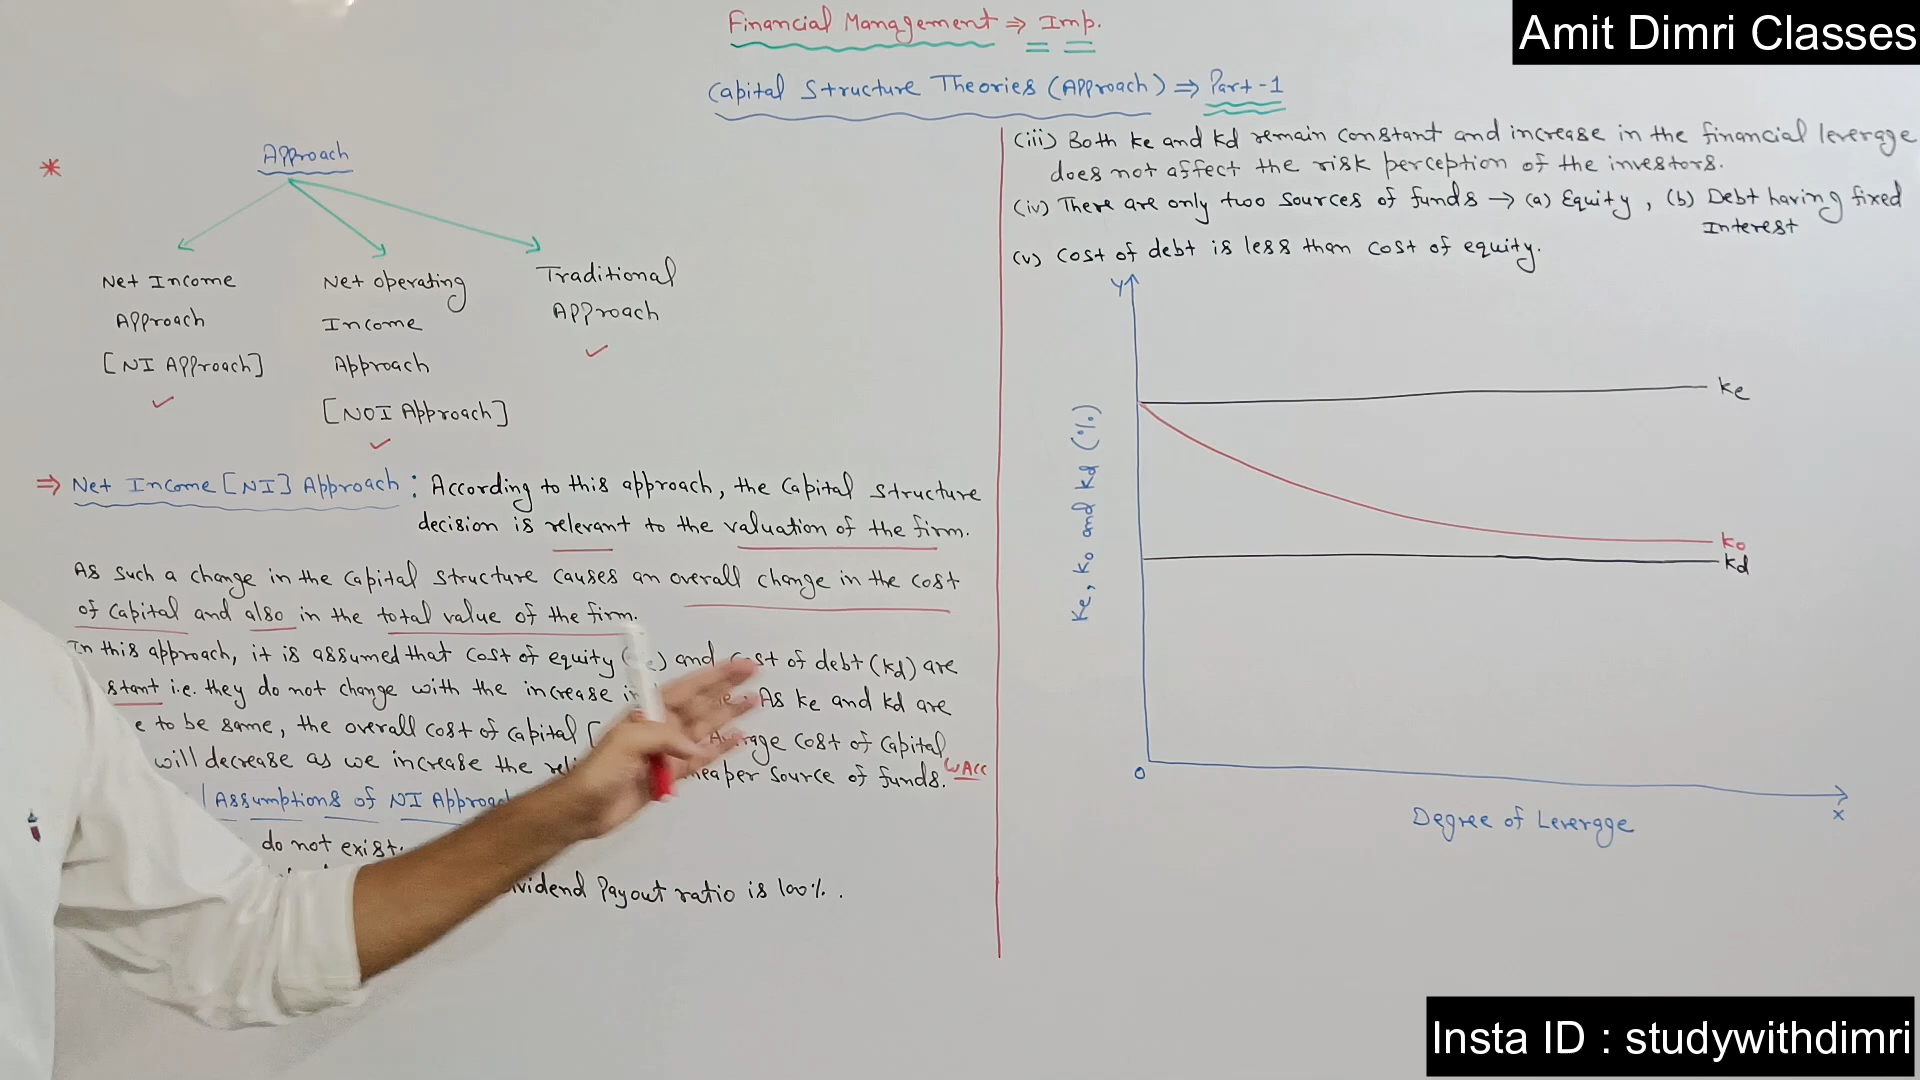 Financial Management ⇒ Imp.
Amit Dimri Classes
Capital Structure Theories (Approach) ⇒ Part-1
*
Approach
Net Income
Approach
[NI Approach]
Net operating
Income
Approach
[NOI Approach]
Traditional
Approach
⇒ Net Income [NI] Approach : According to this approach, the capital structure
decision is relevant to the valuation of the firm.
As such a change in the capital structure causes an overall change in the cost
of capital and also in the total value of the firm.
In this approach, it is assumed that cost of equity and cost of debt (kd) are
i.e. they do not change with the increase in As ke and kd are
to be same, the overall cost of capital [ Average cost of capital
WACC
will decrease as we increase the cheaper source of funds.
Assumptions of NI Approach
do not exist.
Dividend Payout ratio is 100%.
(iii) Both ke and kd remain constant and increase in the financial leverage
does not affect the risk perception of the investors.
(iv) There are only two sources of funds → (a) Equity, (b) Debt having fixed
Interest
(v) Cost of debt is less than cost of equity.
Y
Ke, Ko and Kd (%)
ke
ko
kd
0
x
Degree of Leverage
Insta ID : studywithdimri